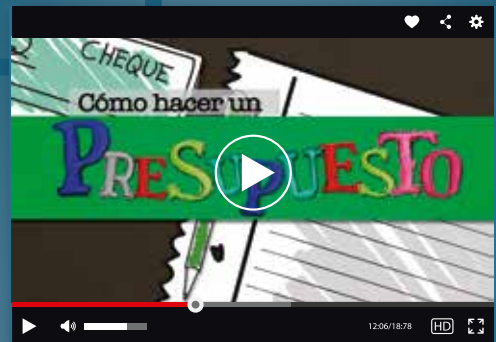 CHEQUE
Cómo hacer un
PRESUPUESTO
12:06/18:78
HD